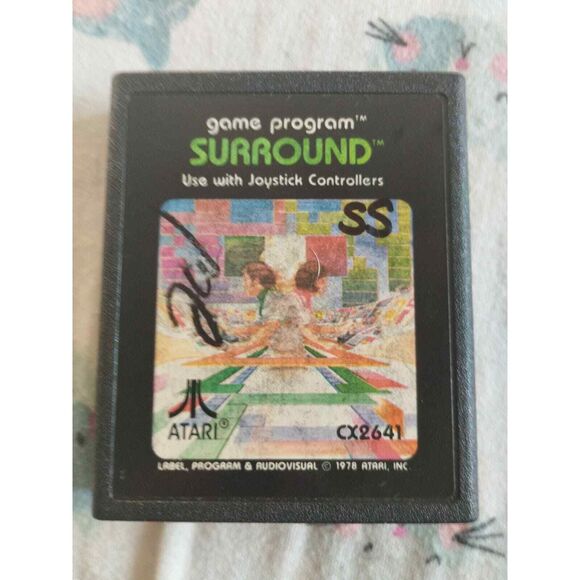 game program™
SURROUND™
Use with Joystick Controllers
SS
ATARI®
CX2641
LABEL, PROGRAM & AUDIOVISUAL © 1978 ATARI, INC.